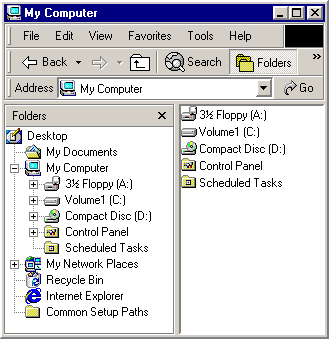 My Computer
File Edit View Favorites Tools Help
Back Search Folders »
Address My Computer Go
Folders
Desktop
My Documents
My Computer
3½ Floppy (A:)
Volume1 (C:)
Compact Disc (D:)
Control Panel
Scheduled Tasks
My Network Places
Recycle Bin
Internet Explorer
Common Setup Paths
3½ Floppy (A:)
Volume1 (C:)
Compact Disc (D:)
Control Panel
Scheduled Tasks